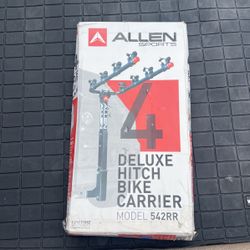 ALLEN
SPORTS
4
DELUXE
HITCH
BIKE
CARRIER
MODEL 542RR